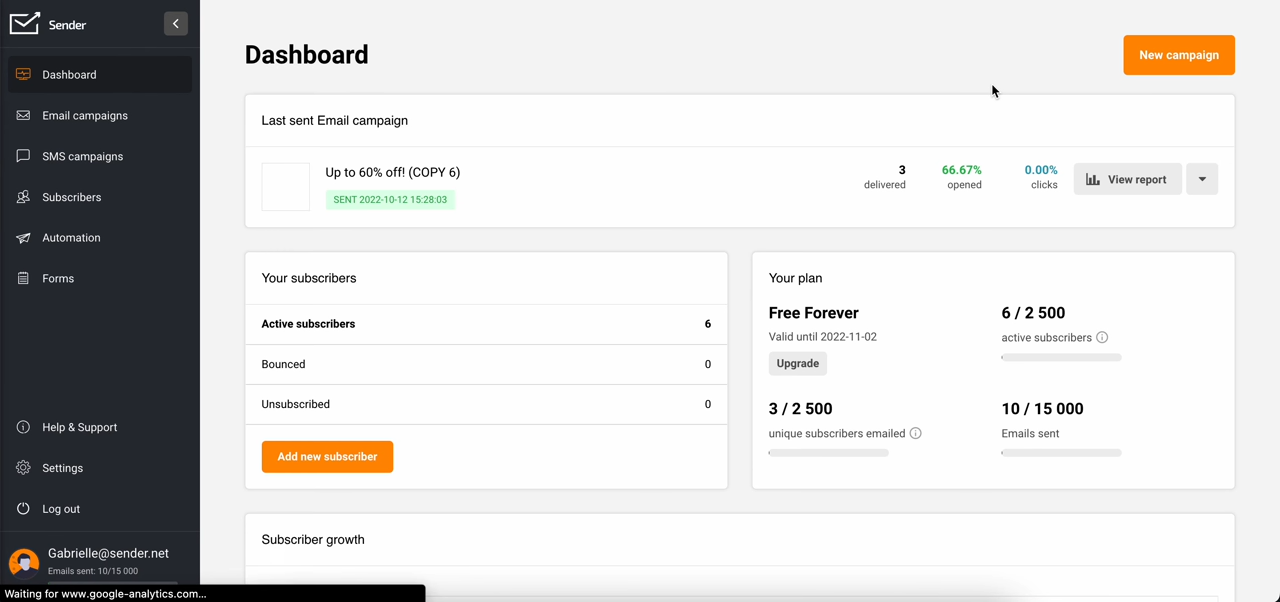 Sender
Dashboard
Email campaigns
SMS campaigns
Subscribers
Automation
Forms
Help & Support
Settings
Log out
Gabrielle@sender.net
Emails sent: 10/15 000
Waiting for www.google-analytics.com...
Dashboard
New campaign
Last sent Email campaign
Up to 60% off! (COPY 6)
SENT 2022-10-12 15:28:03
3
delivered
66.67%
opened
0.00%
clicks
View report
Your subscribers
Active subscribers 6
Bounced 0
Unsubscribed 0
Add new subscriber
Your plan
Free Forever
Valid until 2022-11-02
Upgrade
6 / 2 500
active subscribers
3 / 2 500
unique subscribers emailed
10 / 15 000
Emails sent
Subscriber growth